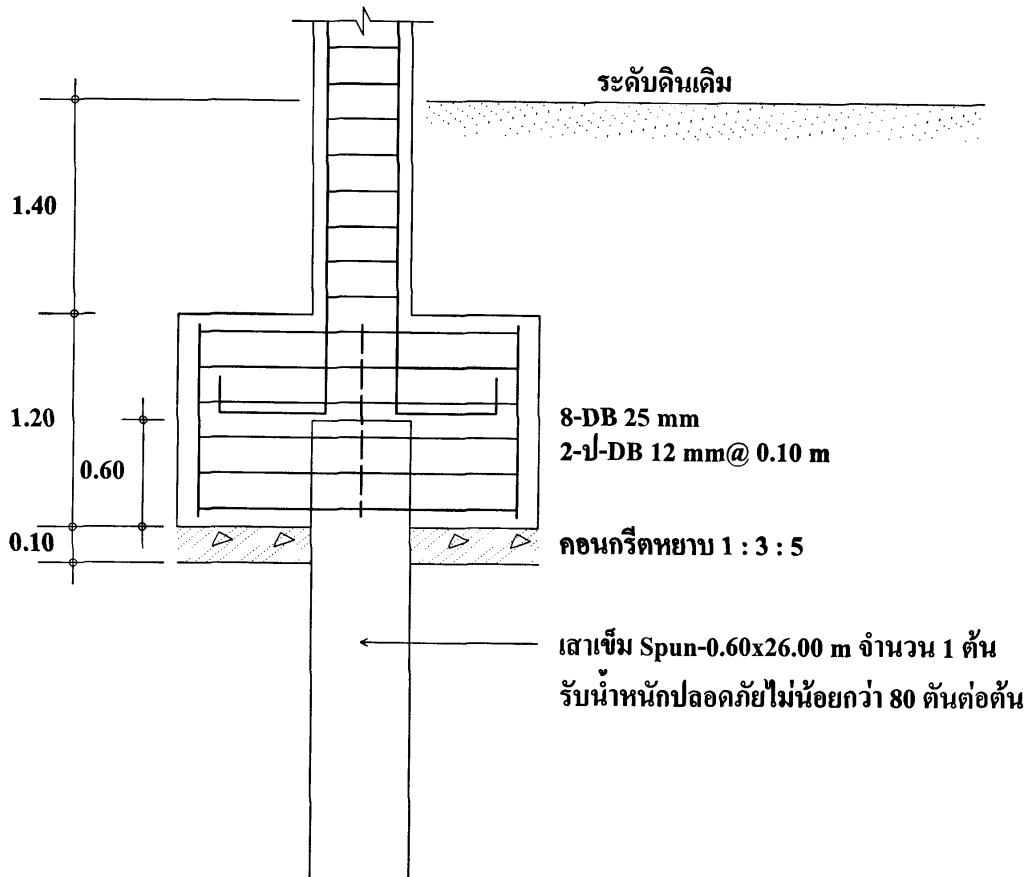 ระดับดินเดิม
1.40
1.20
0.60
0.10
8-DB 25 mm
2-ป-DB 12 mm@ 0.10 m
คอนกรีตหยาบ 1 : 3 : 5
เสาเข็ม Spun-0.60x26.00 m จำนวน 1 ต้น
รับน้ำหนักปลอดภัยไม่น้อยกว่า 80 ตันต่อต้น